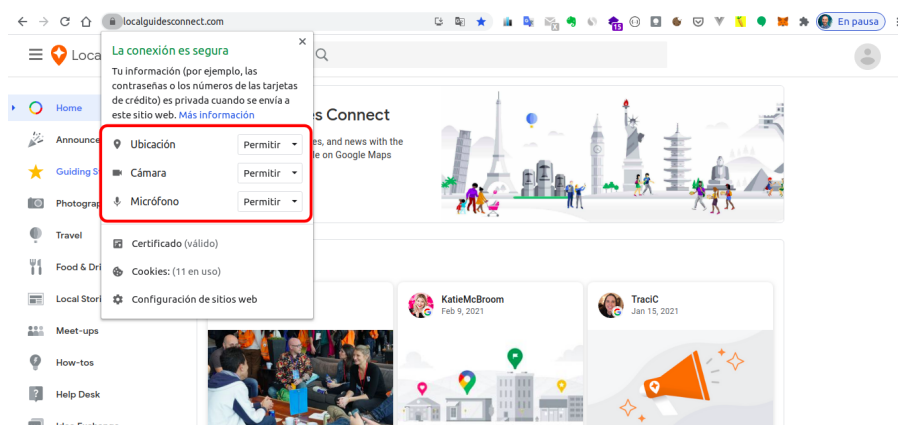 localguidesconnect.com
15
En pausa
Loca
La conexión es segura
Tu información (por ejemplo, las
contraseñas o los números de las tarjetas
de crédito) es privada cuando se envía a
este sitio web. Más información
Ubicación Permitir
Cámara Permitir
Micrófono Permitir
Certificado (válido)
Cookies: (11 en uso)
Configuración de sitios web
Home
Announce
Guiding S
Photograp
Travel
Food & Dri
Local Stori
Meet-ups
How-tos
Help Desk
s Connect
es, and news with the
le on Google Maps
KatieMcBroom
Feb 9, 2021
TraciC
Jan 15, 2021